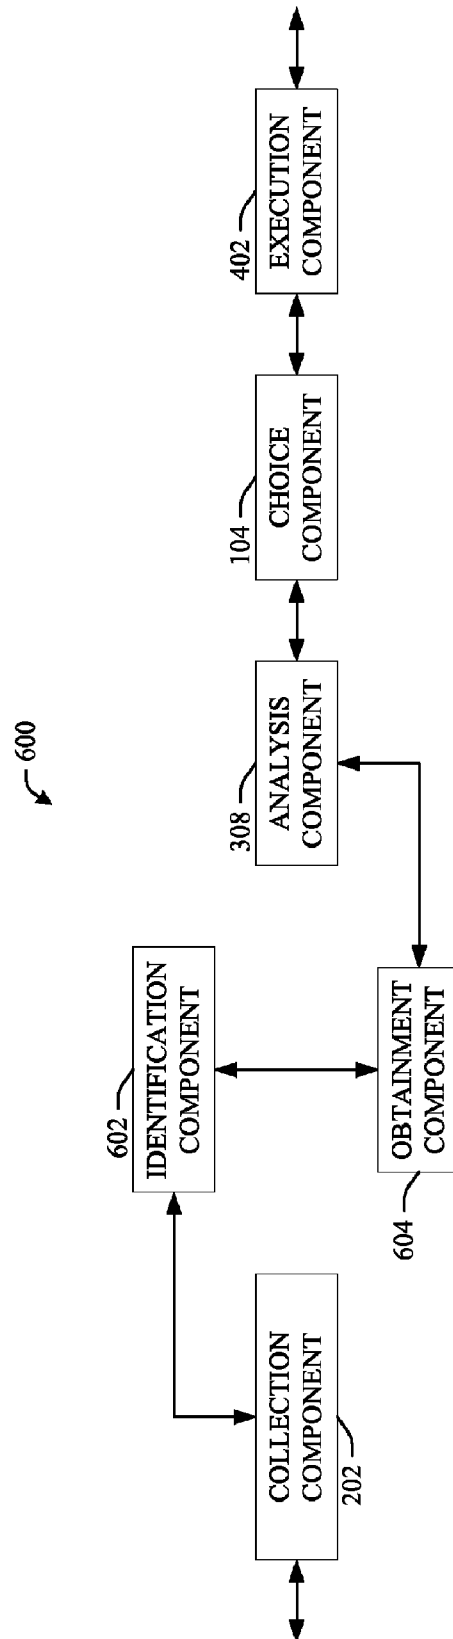 600
COLLECTION
COMPONENT
202
602
IDENTIFICATION
COMPONENT
OBTAINMENT
COMPONENT
604
308
ANALYSIS
COMPONENT
104
CHOICE
COMPONENT
402
EXECUTION
COMPONENT